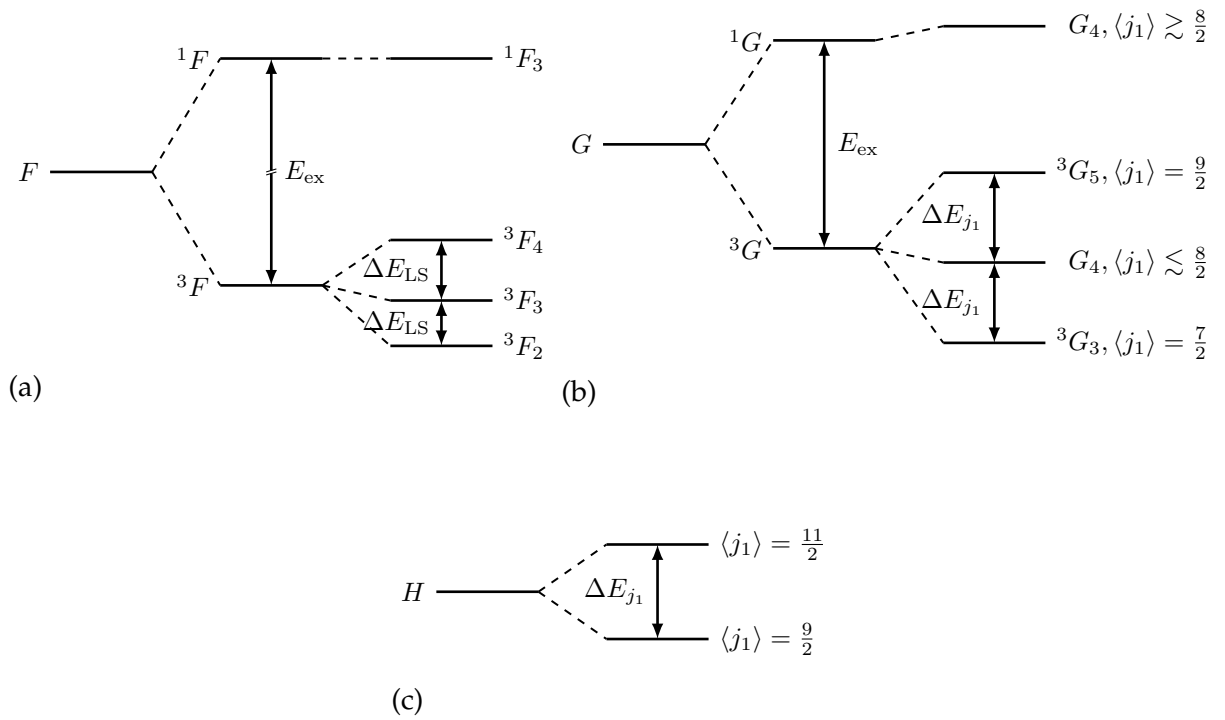 F
¹F
³F
E_ex
¹F₃
³F₄
ΔE_LS
³F₃
ΔE_LS
³F₂
(a)
G
¹G
³G
E_ex
G₄, ⟨j₁⟩ ≳ 8/2
³G₅, ⟨j₁⟩ = 9/2
ΔE_j₁
G₄, ⟨j₁⟩ ≲ 8/2
ΔE_j₁
³G₃, ⟨j₁⟩ = 7/2
(b)
H
⟨j₁⟩ = 11/2
ΔE_j₁
⟨j₁⟩ = 9/2
(c)